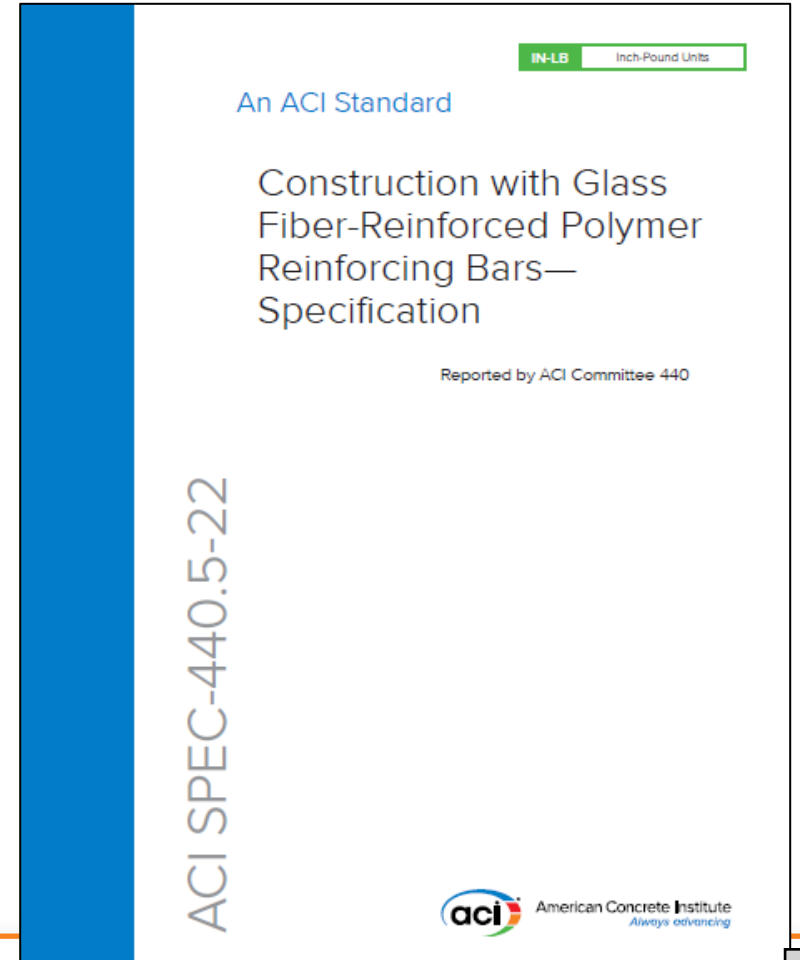 IN-LB Inch-Pound Units
An ACI Standard
Construction with Glass
Fiber-Reinforced Polymer
Reinforcing Bars—
Specification
Reported by ACI Committee 440
ACI SPEC-440.5-22
aci American Concrete Institute
Always advancing